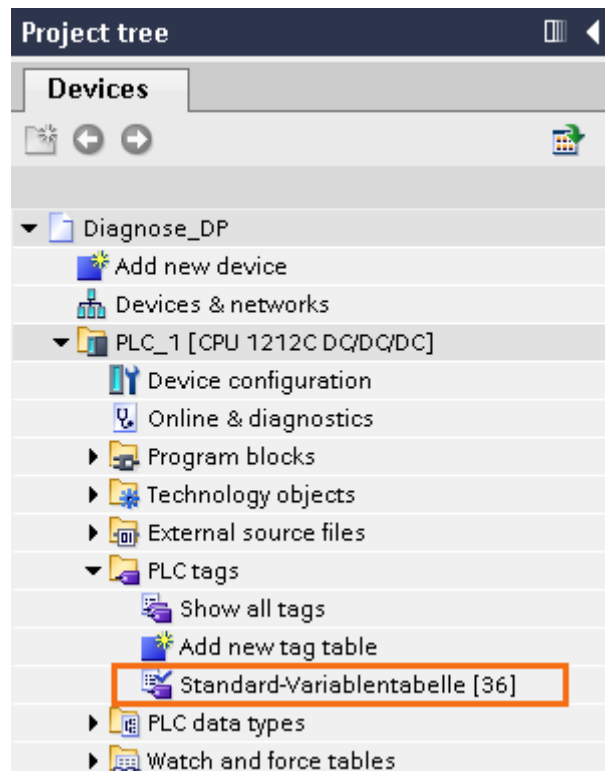 Project tree
Devices
Diagnose_DP
Add new device
Devices & networks
PLC_1 [CPU 1212C DC/DC/DC]
Device configuration
Online & diagnostics
Program blocks
Technology objects
External source files
PLC tags
Show all tags
Add new tag table
Standard-Variablentabelle [36]
PLC data types
Watch and force tables